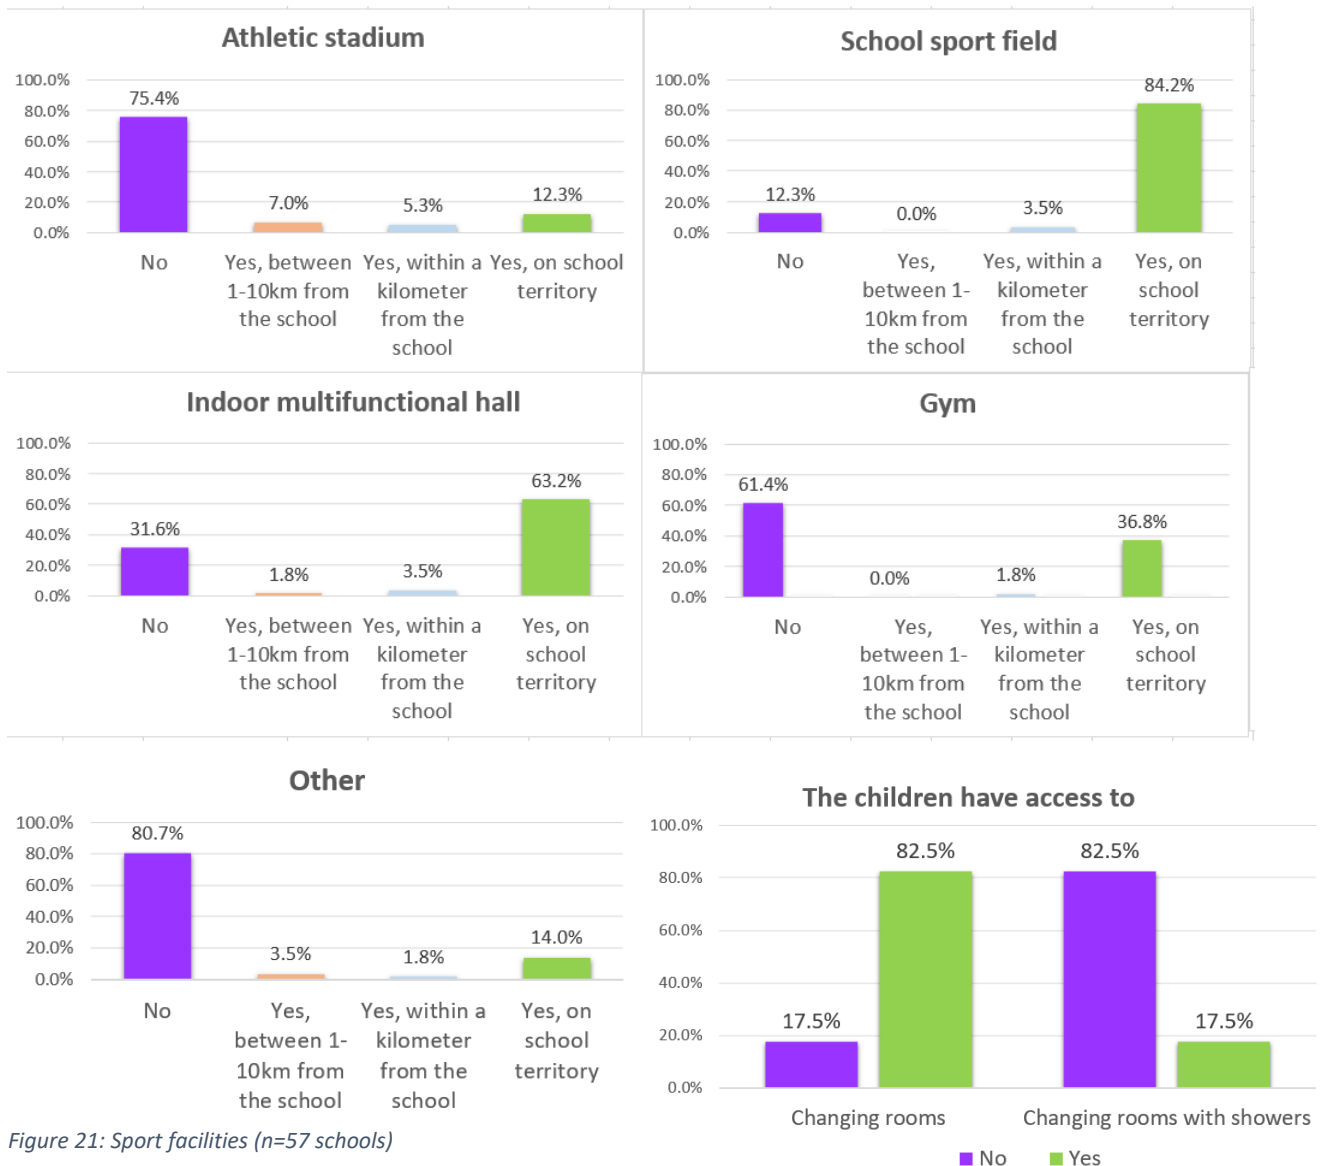 Athletic stadium
100.0%
80.0%
60.0%
40.0%
20.0%
0.0%
75.4%
7.0%
5.3%
12.3%
No
Yes, between
1-10km from
the school
Yes, within a
kilometer
from the
school
Yes, on school
territory
School sport field
100.0%
80.0%
60.0%
40.0%
20.0%
0.0%
12.3%
0.0%
3.5%
84.2%
No
Yes,
between 1-
10km from
the school
Yes, within a
kilometer
from the
school
Yes, on
school
territory
Indoor multifunctional hall
100.0%
80.0%
60.0%
40.0%
20.0%
0.0%
31.6%
1.8%
3.5%
63.2%
No
Yes, between
1-10km from
the school
Yes, within a
kilometer
from the
school
Yes, on
school
territory
Gym
100.0%
80.0%
60.0%
40.0%
20.0%
0.0%
61.4%
0.0%
1.8%
36.8%
No
Yes,
between 1-
10km from
the school
Yes, within a
kilometer
from the
school
Yes, on
school
territory
Other
100.0%
80.0%
60.0%
40.0%
20.0%
0.0%
80.7%
3.5%
1.8%
14.0%
No
Yes,
between 1-
10km from
the school
Yes, within a
kilometer
from the
school
Yes, on
school
territory
The children have access to
100.0%
80.0%
60.0%
40.0%
20.0%
0.0%
17.5%
82.5%
82.5%
17.5%
Changing rooms
Changing rooms with showers
No
Yes
Figure 21: Sport facilities (n=57 schools)